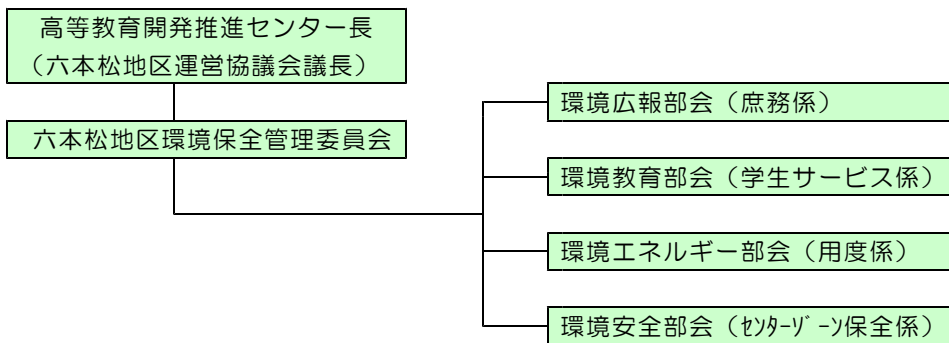 高等教育開発推進センター長
（六本松地区運営協議会議長）
六本松地区環境保全管理委員会
環境広報部会（庶務係）
環境教育部会（学生サービス係）
環境エネルギー部会（用度係）
環境安全部会（ｾﾝﾀｰｿﾞｰﾝ保全係）